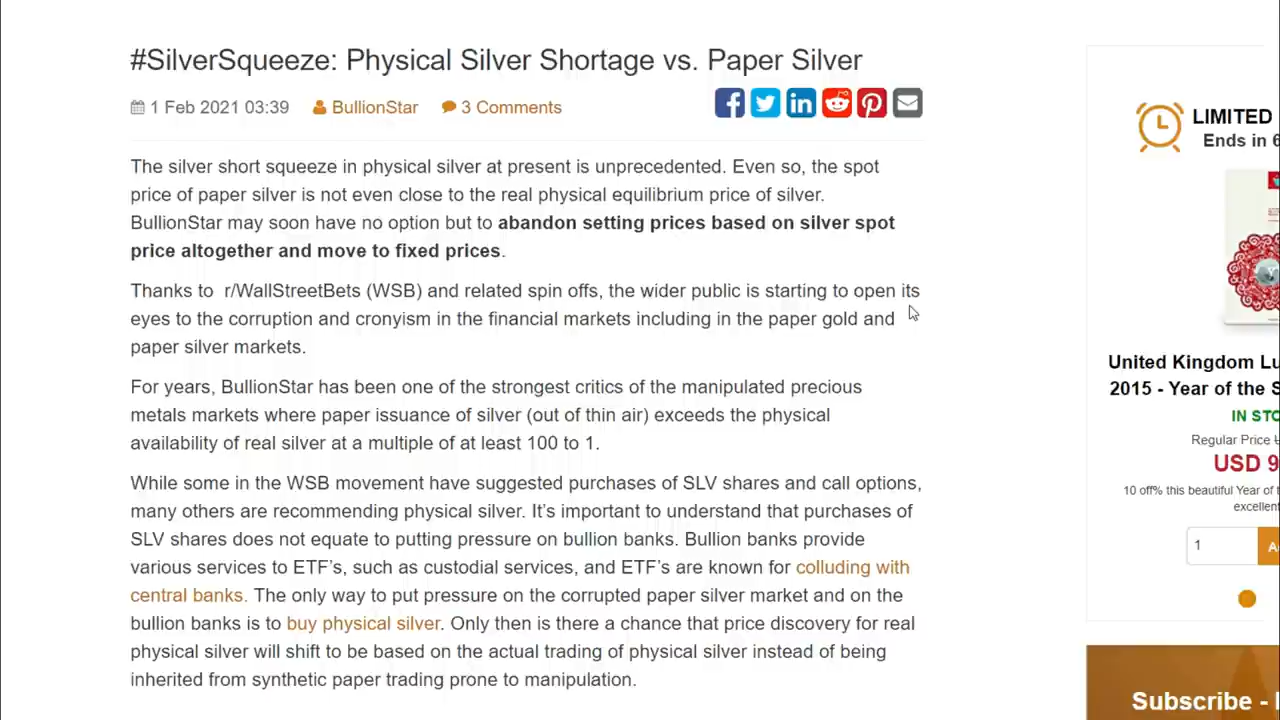 #SilverSqueeze: Physical Silver Shortage vs. Paper Silver
1 Feb 2021 03:39 BullionStar 3 Comments
The silver short squeeze in physical silver at present is unprecedented. Even so, the spot
price of paper silver is not even close to the real physical equilibrium price of silver.
BullionStar may soon have no option but to abandon setting prices based on silver spot
price altogether and move to fixed prices.
Thanks to r/WallStreetBets (WSB) and related spin offs, the wider public is starting to open its
eyes to the corruption and cronyism in the financial markets including in the paper gold and
paper silver markets.
For years, BullionStar has been one of the strongest critics of the manipulated precious
metals markets where paper issuance of silver (out of thin air) exceeds the physical
availability of real silver at a multiple of at least 100 to 1.
While some in the WSB movement have suggested purchases of SLV shares and call options,
many others are recommending physical silver. It's important to understand that purchases of
SLV shares does not equate to putting pressure on bullion banks. Bullion banks provide
various services to ETF's, such as custodial services, and ETF's are known for colluding with
central banks. The only way to put pressure on the corrupted paper silver market and on the
bullion banks is to buy physical silver. Only then is there a chance that price discovery for real
physical silver will shift to be based on the actual trading of physical silver instead of being
inherited from synthetic paper trading prone to manipulation.
LIMITED
Ends in 6
United Kingdom Lu
2015 - Year of the S
IN STO
Regular Price
USD 9
10 off% this beautiful Year of t
excellen
1
Subscribe -